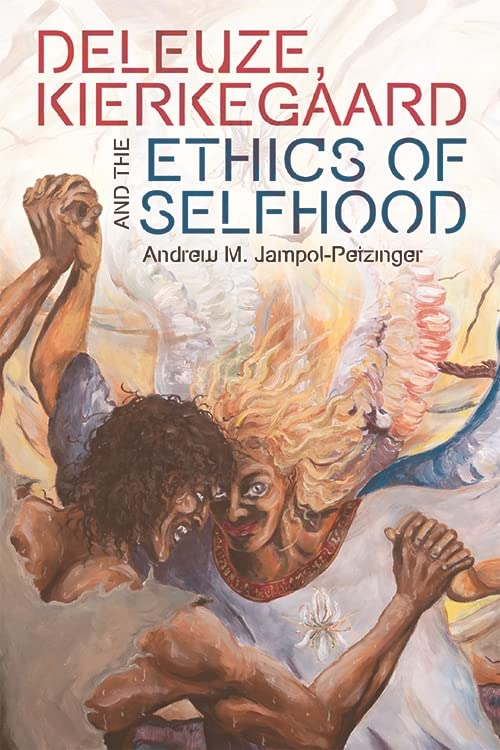 DELEUZE,
KIERKEGAARD
AND THE
ETHICS OF
SELFHOOD
Andrew M. Jampol-Petzinger